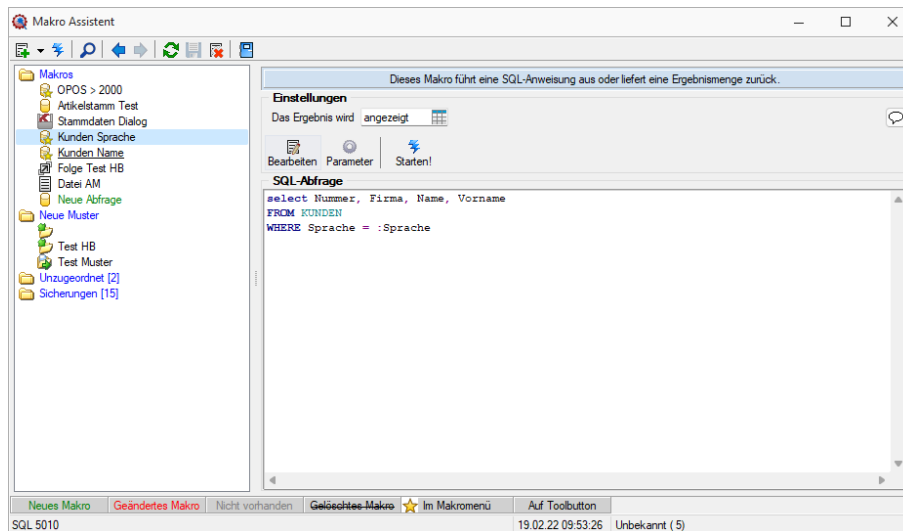 Makro Assistent
Makros
OPOS > 2000
Artikelstamm Test
Stammdaten Dialog
Kunden Sprache
Kunden Name
Folge Test HB
Datei AM
Neue Abfrage
Neue Muster
Test HB
Test Muster
Unzugeordnet [2]
Sicherungen [15]
Dieses Makro führt eine SQL-Anweisung aus oder liefert eine Ergebnismenge zurück.
Einstellungen
Das Ergebnis wird angezeigt
Bearbeiten Parameter Starten!
SQL-Abfrage
select Nummer, Firma, Name, Vorname
FROM KUNDEN
WHERE Sprache = :Sprache
Neues Makro Geändertes Makro Nicht vorhanden Gelöschtes Makro Im Makromenü Auf Toolbutton
SQL 5010 19.02.22 09:53:26 Unbekannt ( 5)